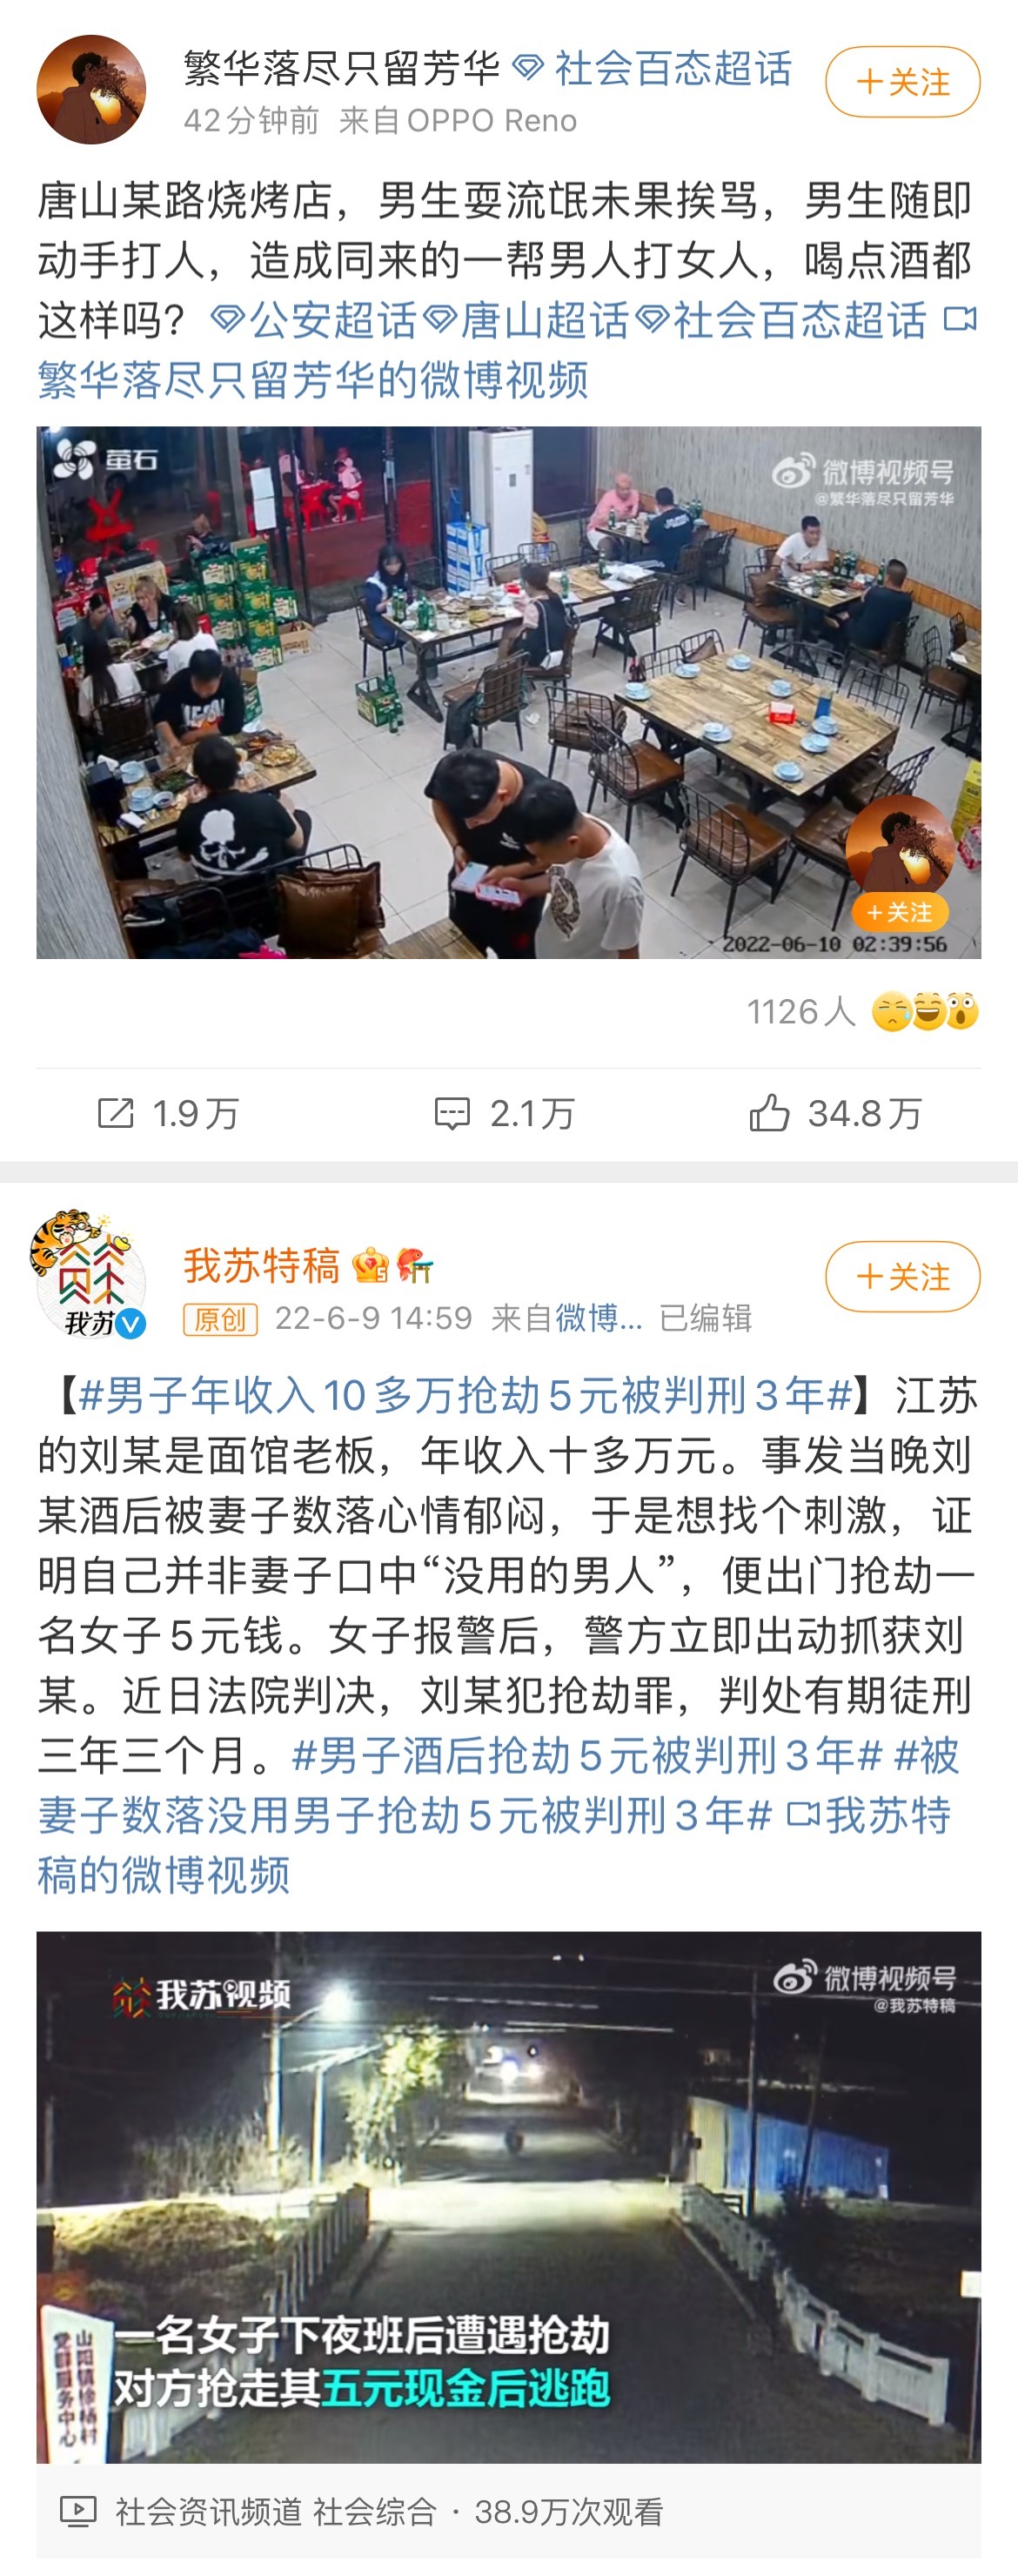 繁华落尽只留芳华 社会百态超话
+关注
42分钟前 来自OPPO Reno
唐山某路烧烤店，男生耍流氓未果挨骂，男生随即
动手打人，造成同来的一帮男人打女人，喝点酒都
这样吗？ 公安超话 唐山超话 社会百态超话
繁华落尽只留芳华的微博视频
萤石
微博视频号
@繁华落尽只留芳华
+关注
2022-06-10 02:39:56
1126人
1.9万 2.1万 34.8万
我苏特稿
+关注
我苏
原创 22-6-9 14:59 来自微博... 已编辑
【#男子年收入10多万抢劫5元被判刑3年#】江苏
的刘某是面馆老板，年收入十多万元。事发当晚刘
某酒后被妻子数落心情郁闷，于是想找个刺激，证
明自己并非妻子口中“没用的男人”，便出门抢劫一
名女子5元钱。女子报警后，警方立即出动抓获刘
某。近日法院判决，刘某犯抢劫罪，判处有期徒刑
三年三个月。#男子酒后抢劫5元被判刑3年# #被
妻子数落没用男子抢劫5元被判刑3年# 我苏特
稿的微博视频
我苏视频
微博视频号
@我苏特稿
一名女子下夜班后遭遇抢劫
对方抢走其五元现金后逃跑
党群服务中心
社会资讯频道 社会综合 · 38.9万次观看